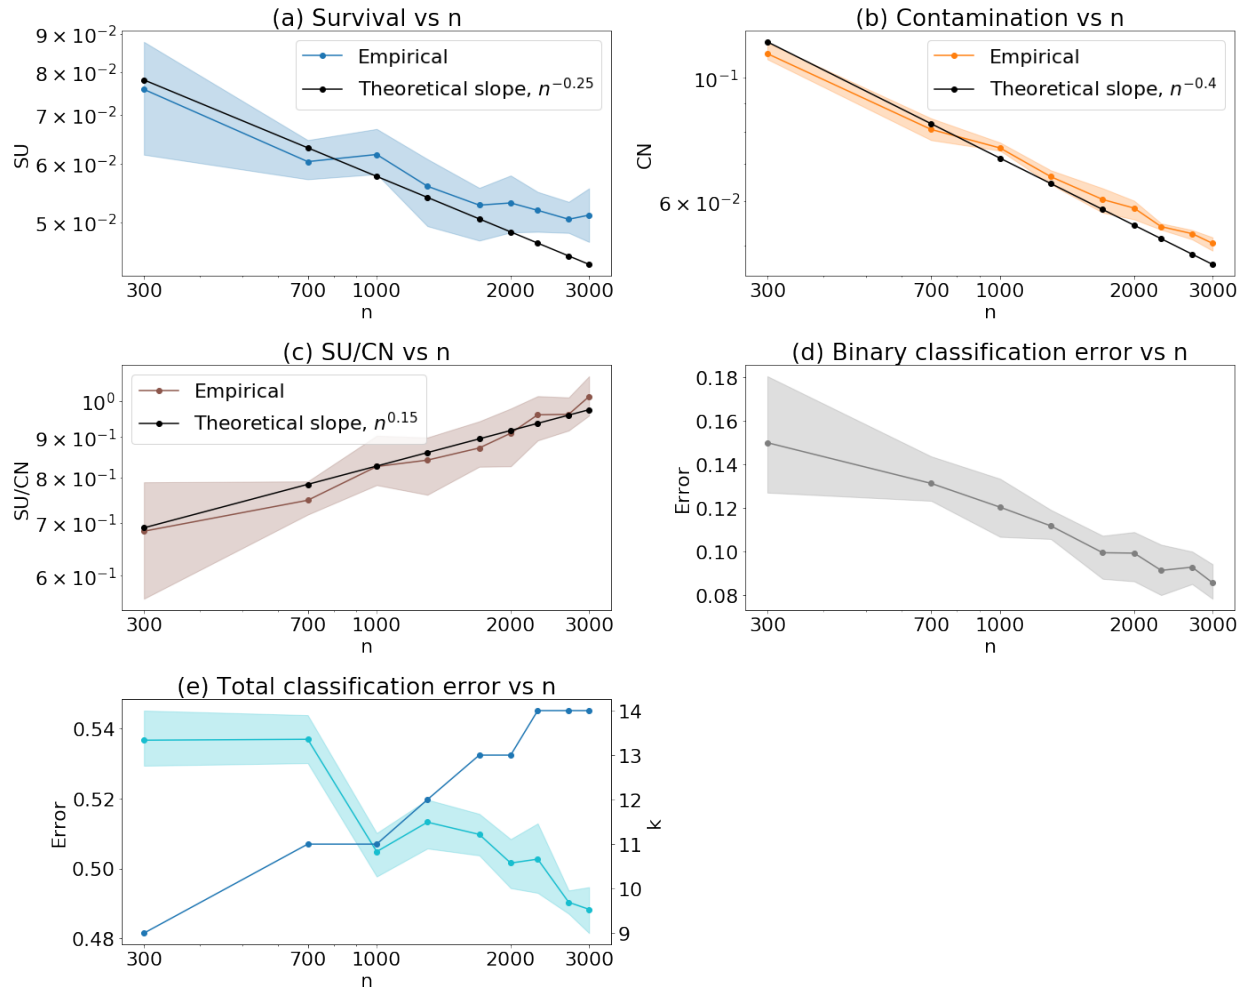 (a) Survival vs n
9 × 10⁻²
8 × 10⁻²
7 × 10⁻²
6 × 10⁻²
5 × 10⁻²
SU
Empirical
Theoretical slope, n⁻⁰·²⁵
300 700 1000 2000 3000
n
(b) Contamination vs n
10⁻¹
6 × 10⁻²
CN
Empirical
Theoretical slope, n⁻⁰·⁴
300 700 1000 2000 3000
n
(c) SU/CN vs n
10⁰
9 × 10⁻¹
8 × 10⁻¹
7 × 10⁻¹
6 × 10⁻¹
SU/CN
Empirical
Theoretical slope, n⁰·¹⁵
300 700 1000 2000 3000
n
(d) Binary classification error vs n
0.18
0.16
0.14
0.12
0.10
0.08
Error
300 700 1000 2000 3000
n
(e) Total classification error vs n
0.54
0.52
0.50
0.48
Error
14
13
12
11
10
9
k
300 700 1000 2000 3000
n